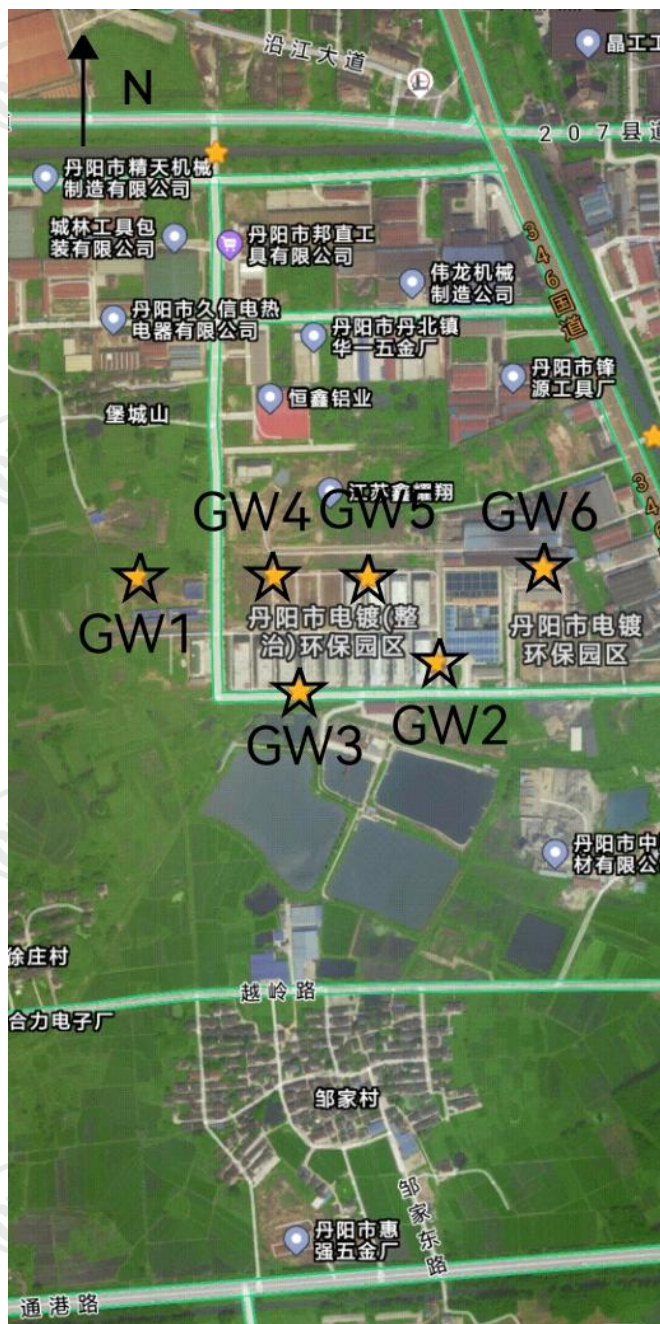 沿江大道
晶工工
N
207县道
丹阳市精天机械
制造有限公司
城林工具包
装有限公司
丹阳市邦直工
具有限公司
346国道
伟龙机械
制造公司
丹阳市久信电热
电器有限公司
丹阳市丹北镇
华一五金厂
丹阳市锋
源工具厂
恒鑫铝业
堡城山
江苏鑫耀翔
346
GW4
GW5
GW6
GW1
丹阳市电镀(整
治)环保园区
丹阳市电镀
环保园区
GW3
GW2
丹阳市中
材有限公
徐庄村
越岭路
合力电子厂
邹家村
邹家东路
丹阳市惠
强五金厂
通港路